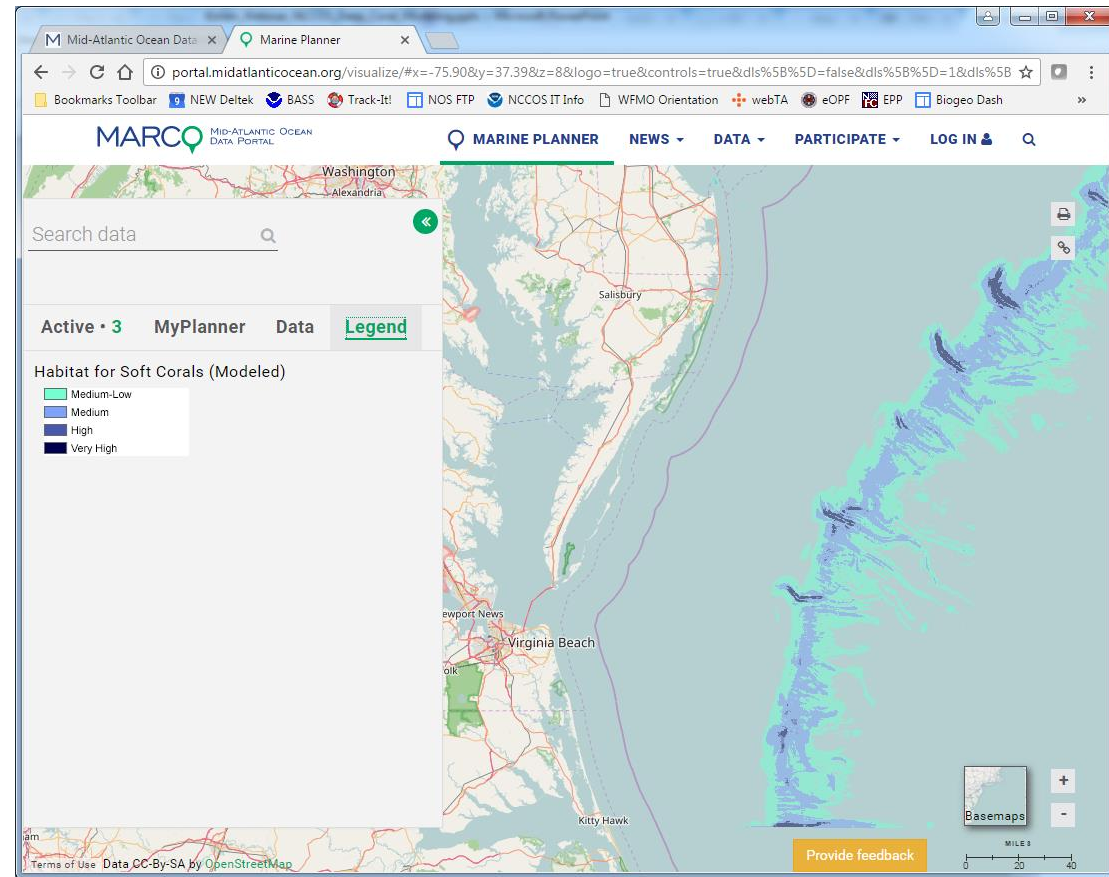 Mid-Atlantic Ocean Data
Marine Planner
portal.midatlanticocean.org/visualize/#x=-75.90&y=37.39&z=8&logo=true&controls=true&dls%5B%5D=false&dls%5B%5D=1&dls%5B
Bookmarks Toolbar NEW Deltek BASS Track-It! NOS FTP NCCOS IT Info WFMO Orientation webTA eOPF EPP Biogeo Dash »
MARCO MID-ATLANTIC OCEAN
DATA PORTAL
MARINE PLANNER NEWS DATA PARTICIPATE LOG IN
Washington
Alexandria
Search data
«
Salisbury
Active • 3 MyPlanner Data Legend
Habitat for Soft Corals (Modeled)
Medium-Low
Medium
High
Very High
ewport News
Virginia Beach
olk
+
Basemaps
-
Kitty Hawk
am
MILES
0 20 40
Provide feedback
Terms of Use Data CC-By-SA by OpenStreetMap